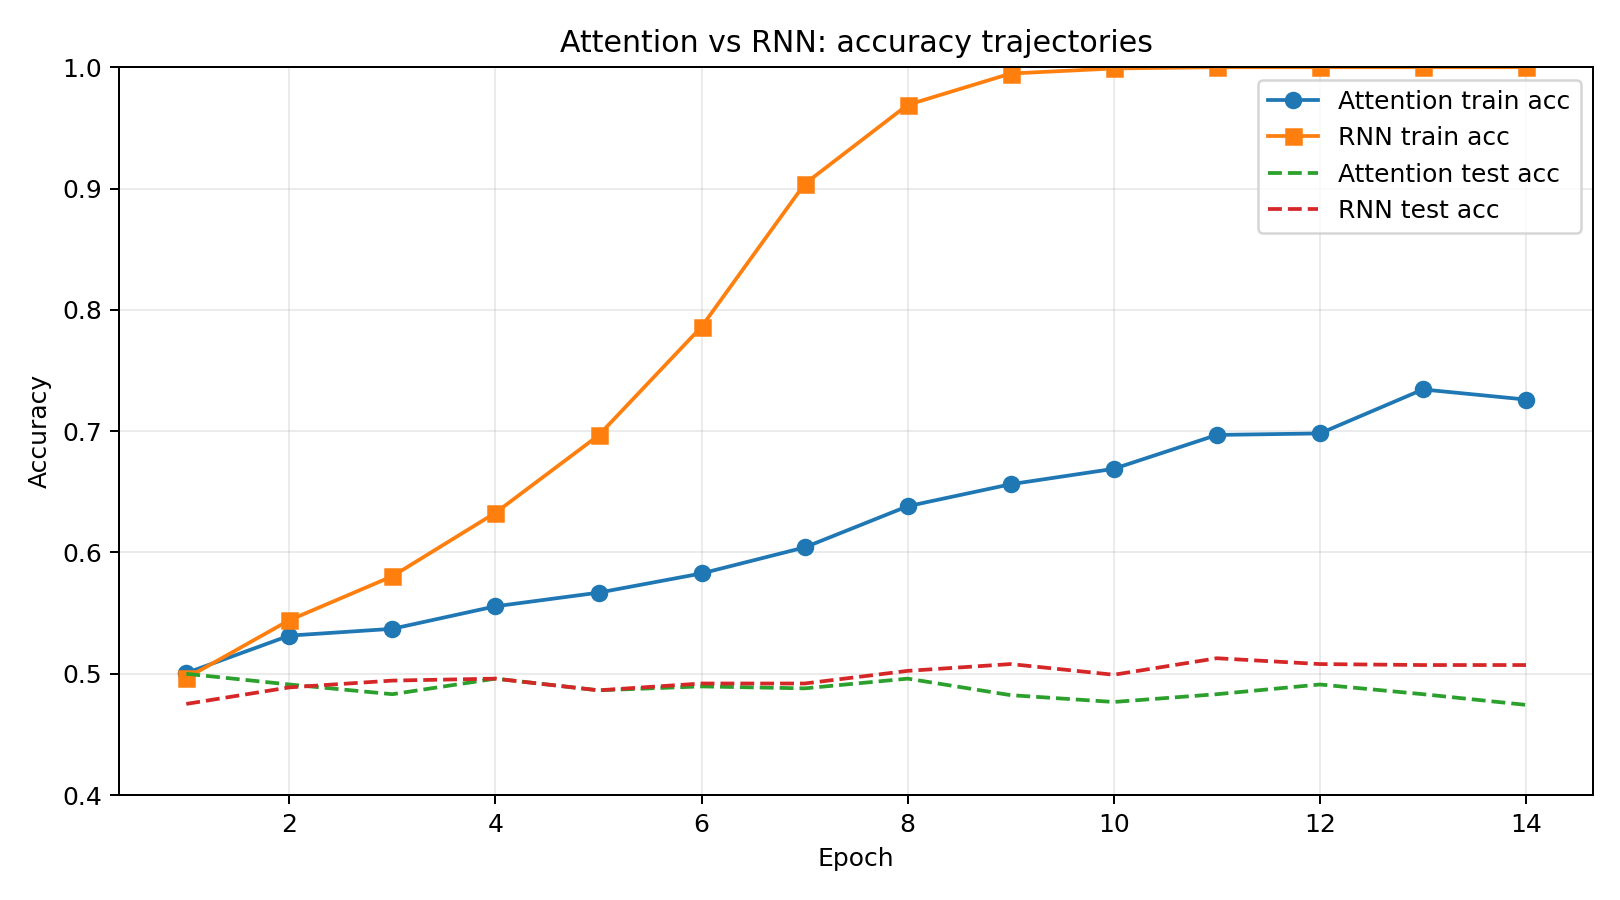 Attention vs RNN: accuracy trajectories
1.0
0.9
0.8
0.7
0.6
0.5
0.4
Accuracy
Attention train acc
RNN train acc
Attention test acc
RNN test acc
2 4 6 8 10 12 14
Epoch